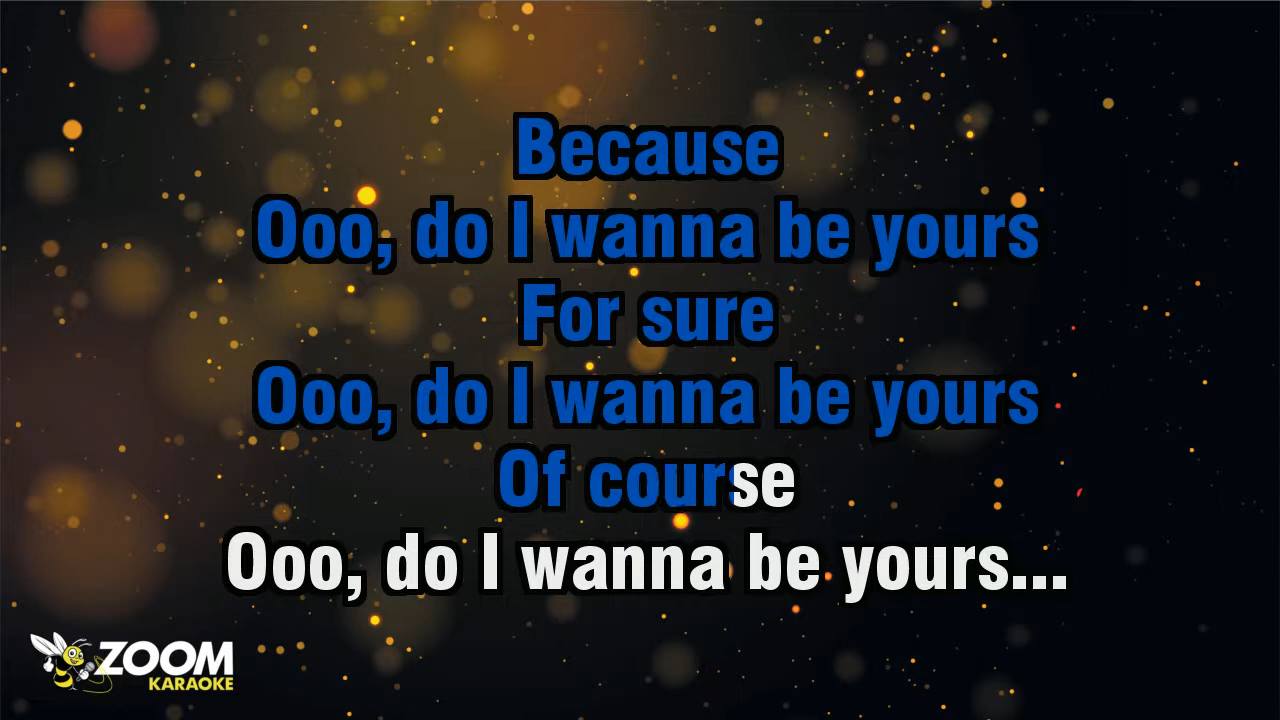 Because
Ooo, do I wanna be yours
For sure
Ooo, do I wanna be yours
Of course
Ooo, do I wanna be yours...
ZOOM
KARAOKE